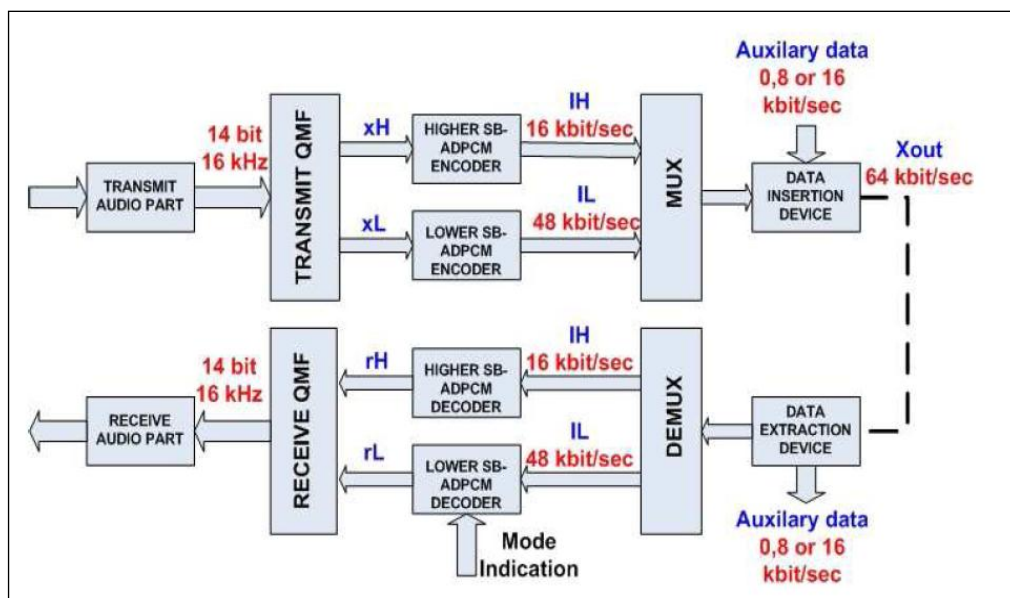 Auxilary data
0,8 or 16
kbit/sec
14 bit
16 kHz
TRANSMIT
AUDIO PART
TRANSMIT QMF
xH
HIGHER SB-
ADPCM
ENCODER
IH
16 kbit/sec
xL
LOWER SB-
ADPCM
ENCODER
IL
48 kbit/sec
MUX
DATA
INSERTION
DEVICE
Xout
64 kbit/sec
14 bit
16 kHz
RECEIVE
AUDIO PART
RECEIVE QMF
rH
HIGHER SB-
ADPCM
DECODER
IH
16 kbit/sec
rL
LOWER SB-
ADPCM
DECODER
IL
48 kbit/sec
DEMUX
DATA
EXTRACTION
DEVICE
Mode
Indication
Auxilary data
0,8 or 16
kbit/sec